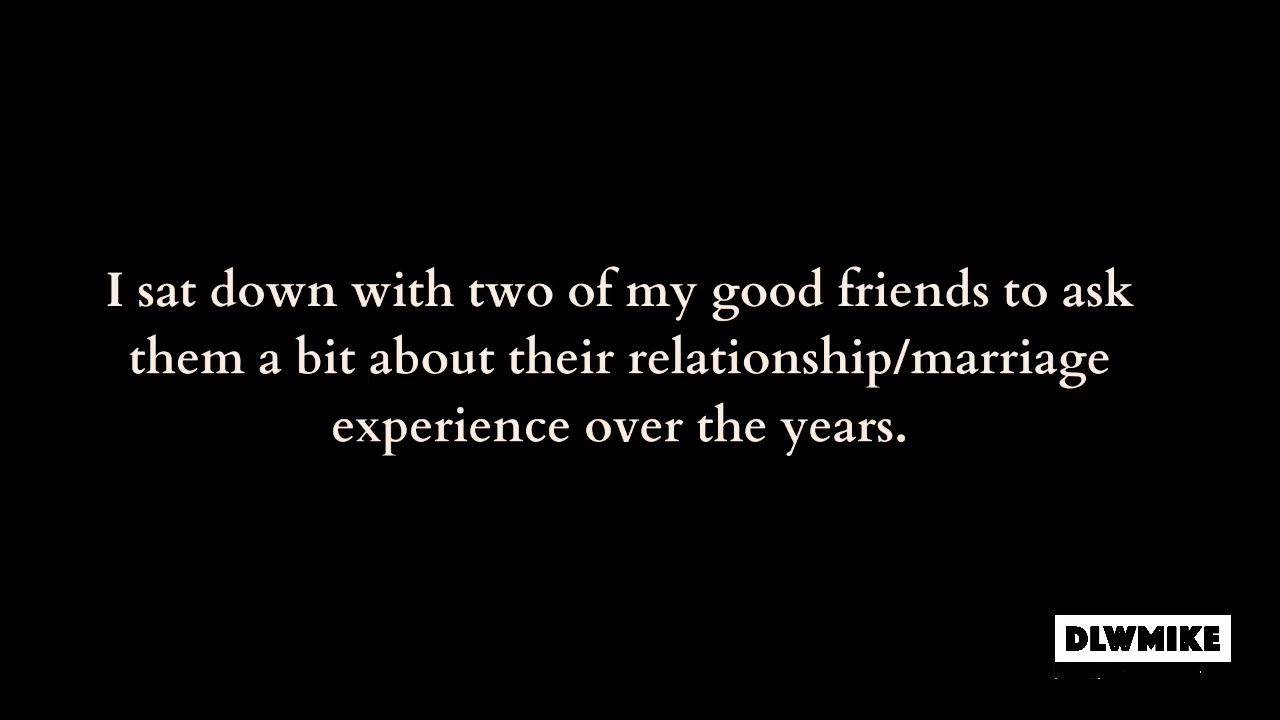 I sat down with two of my good friends to ask
them a bit about their relationship/marriage
experience over the years.
DLWMIKE